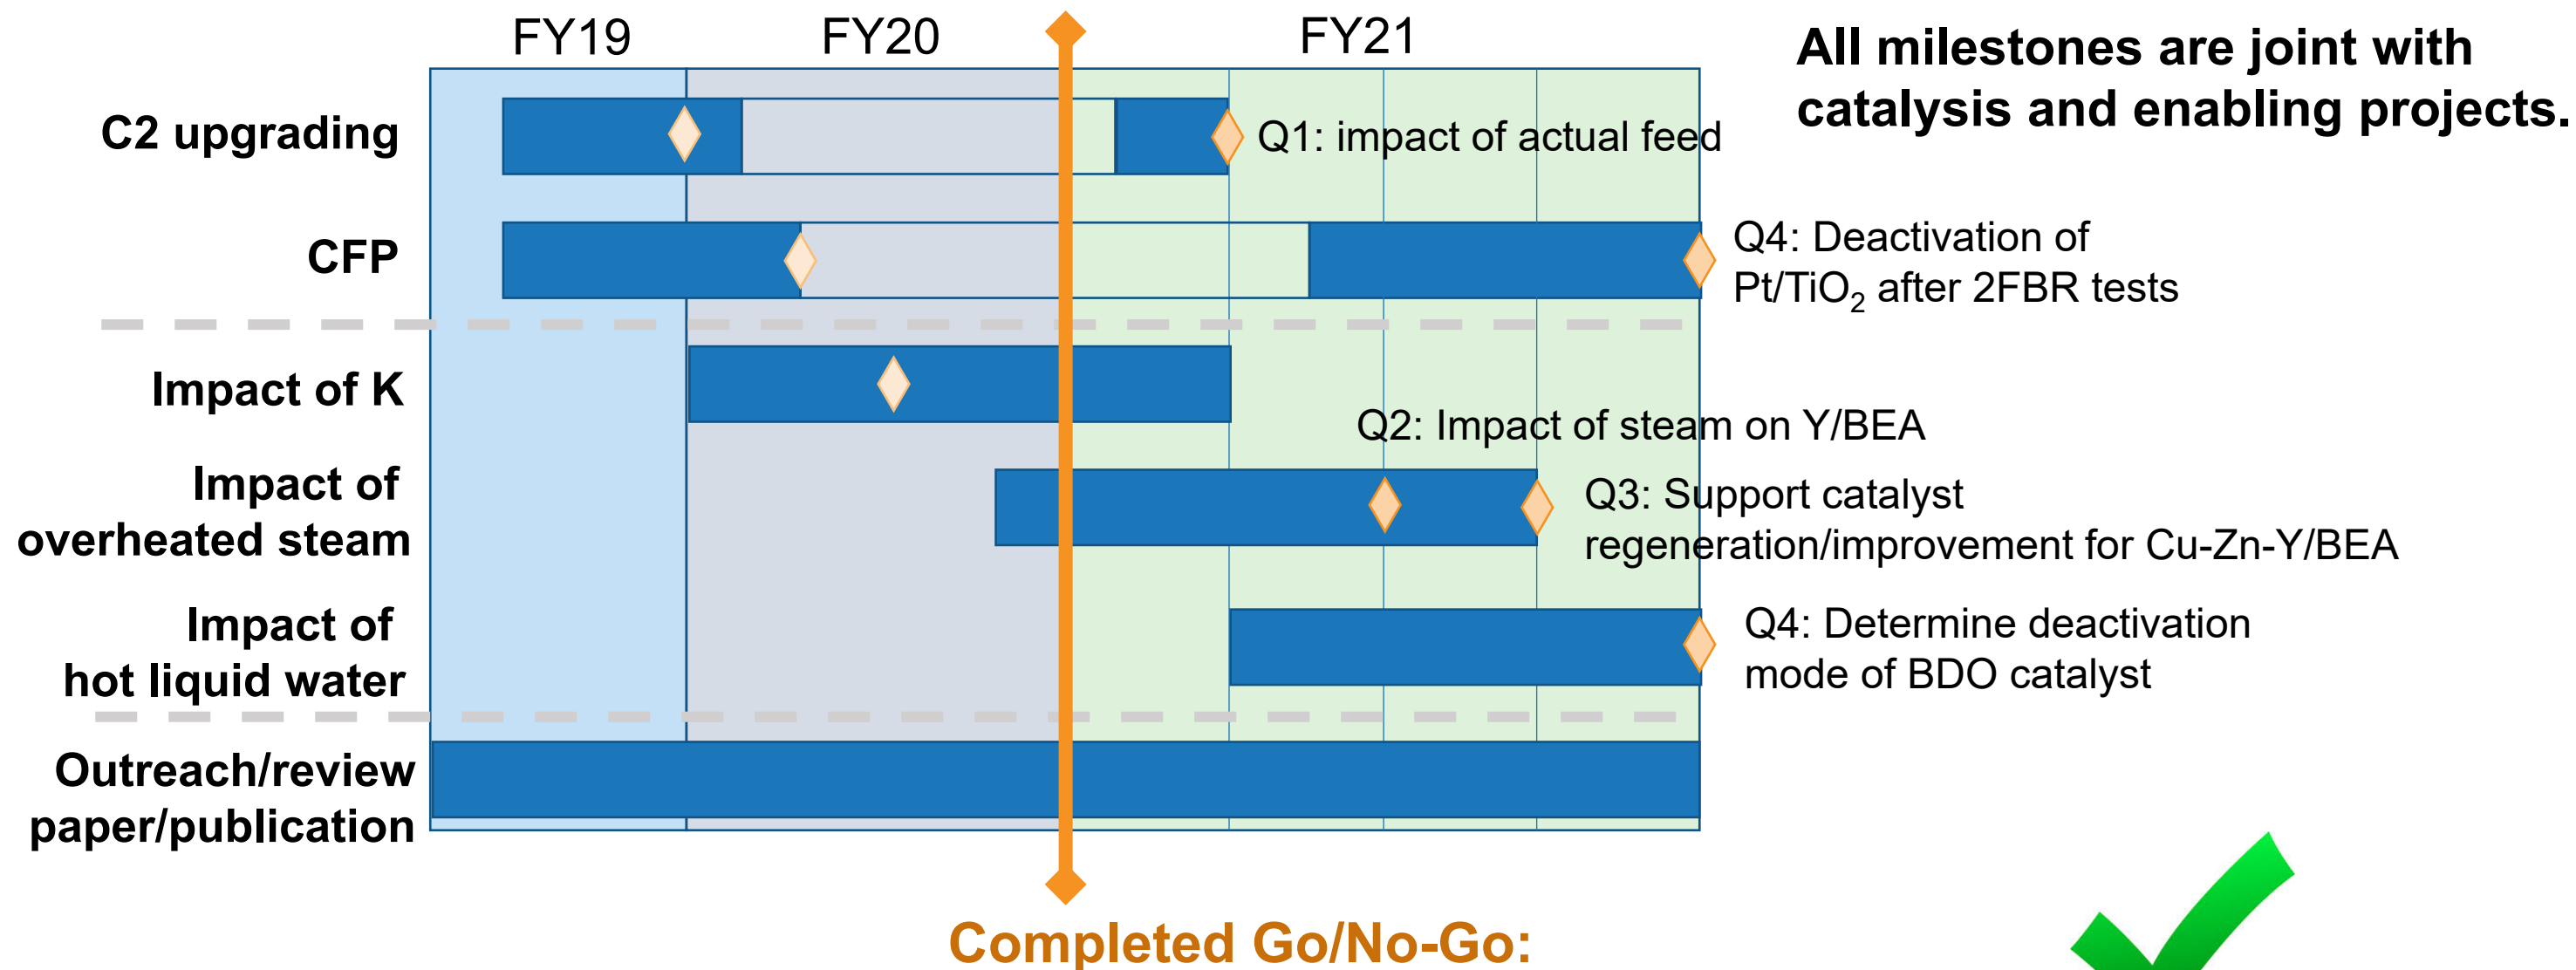 FY19
FY20
FY21
All milestones are joint with
catalysis and enabling projects.
C2 upgrading
Q1: impact of actual feed
CFP
Q4: Deactivation of
Pt/TiO₂ after 2FBR tests
Impact of K
Q2: Impact of steam on Y/BEA
Impact of
overheated steam
Q3: Support catalyst
regeneration/improvement for Cu-Zn-Y/BEA
Impact of
hot liquid water
Q4: Determine deactivation
mode of BDO catalyst
Outreach/review
paper/publication
Completed Go/No-Go: